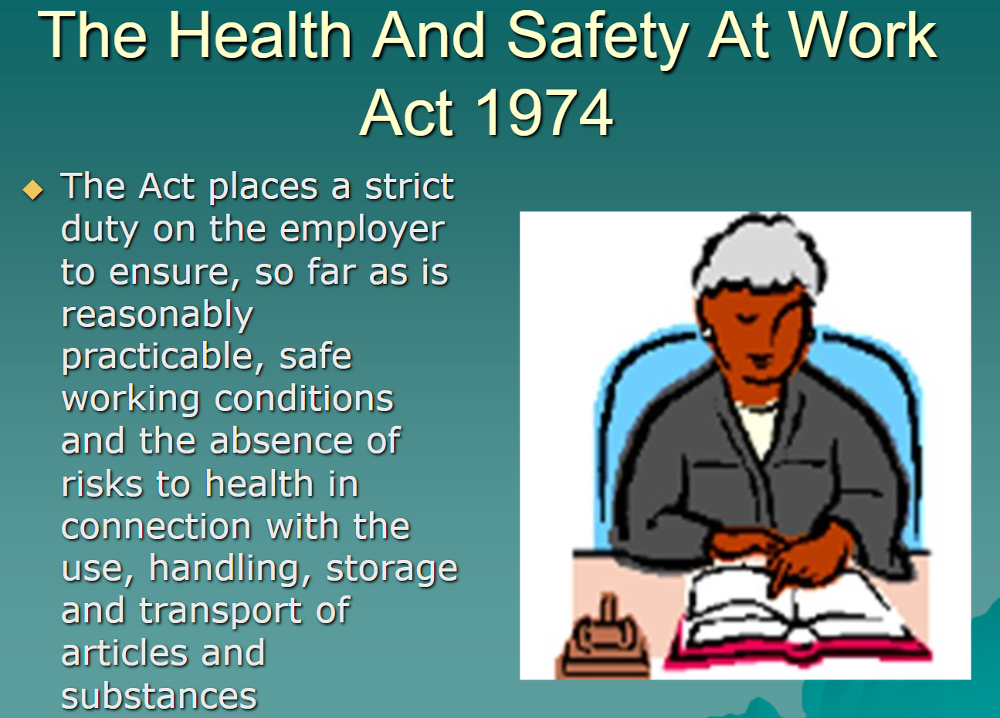 The Health And Safety At Work
Act 1974
The Act places a strict
duty on the employer
to ensure, so far as is
reasonably
practicable, safe
working conditions
and the absence of
risks to health in
connection with the
use, handling, storage
and transport of
articles and
substances